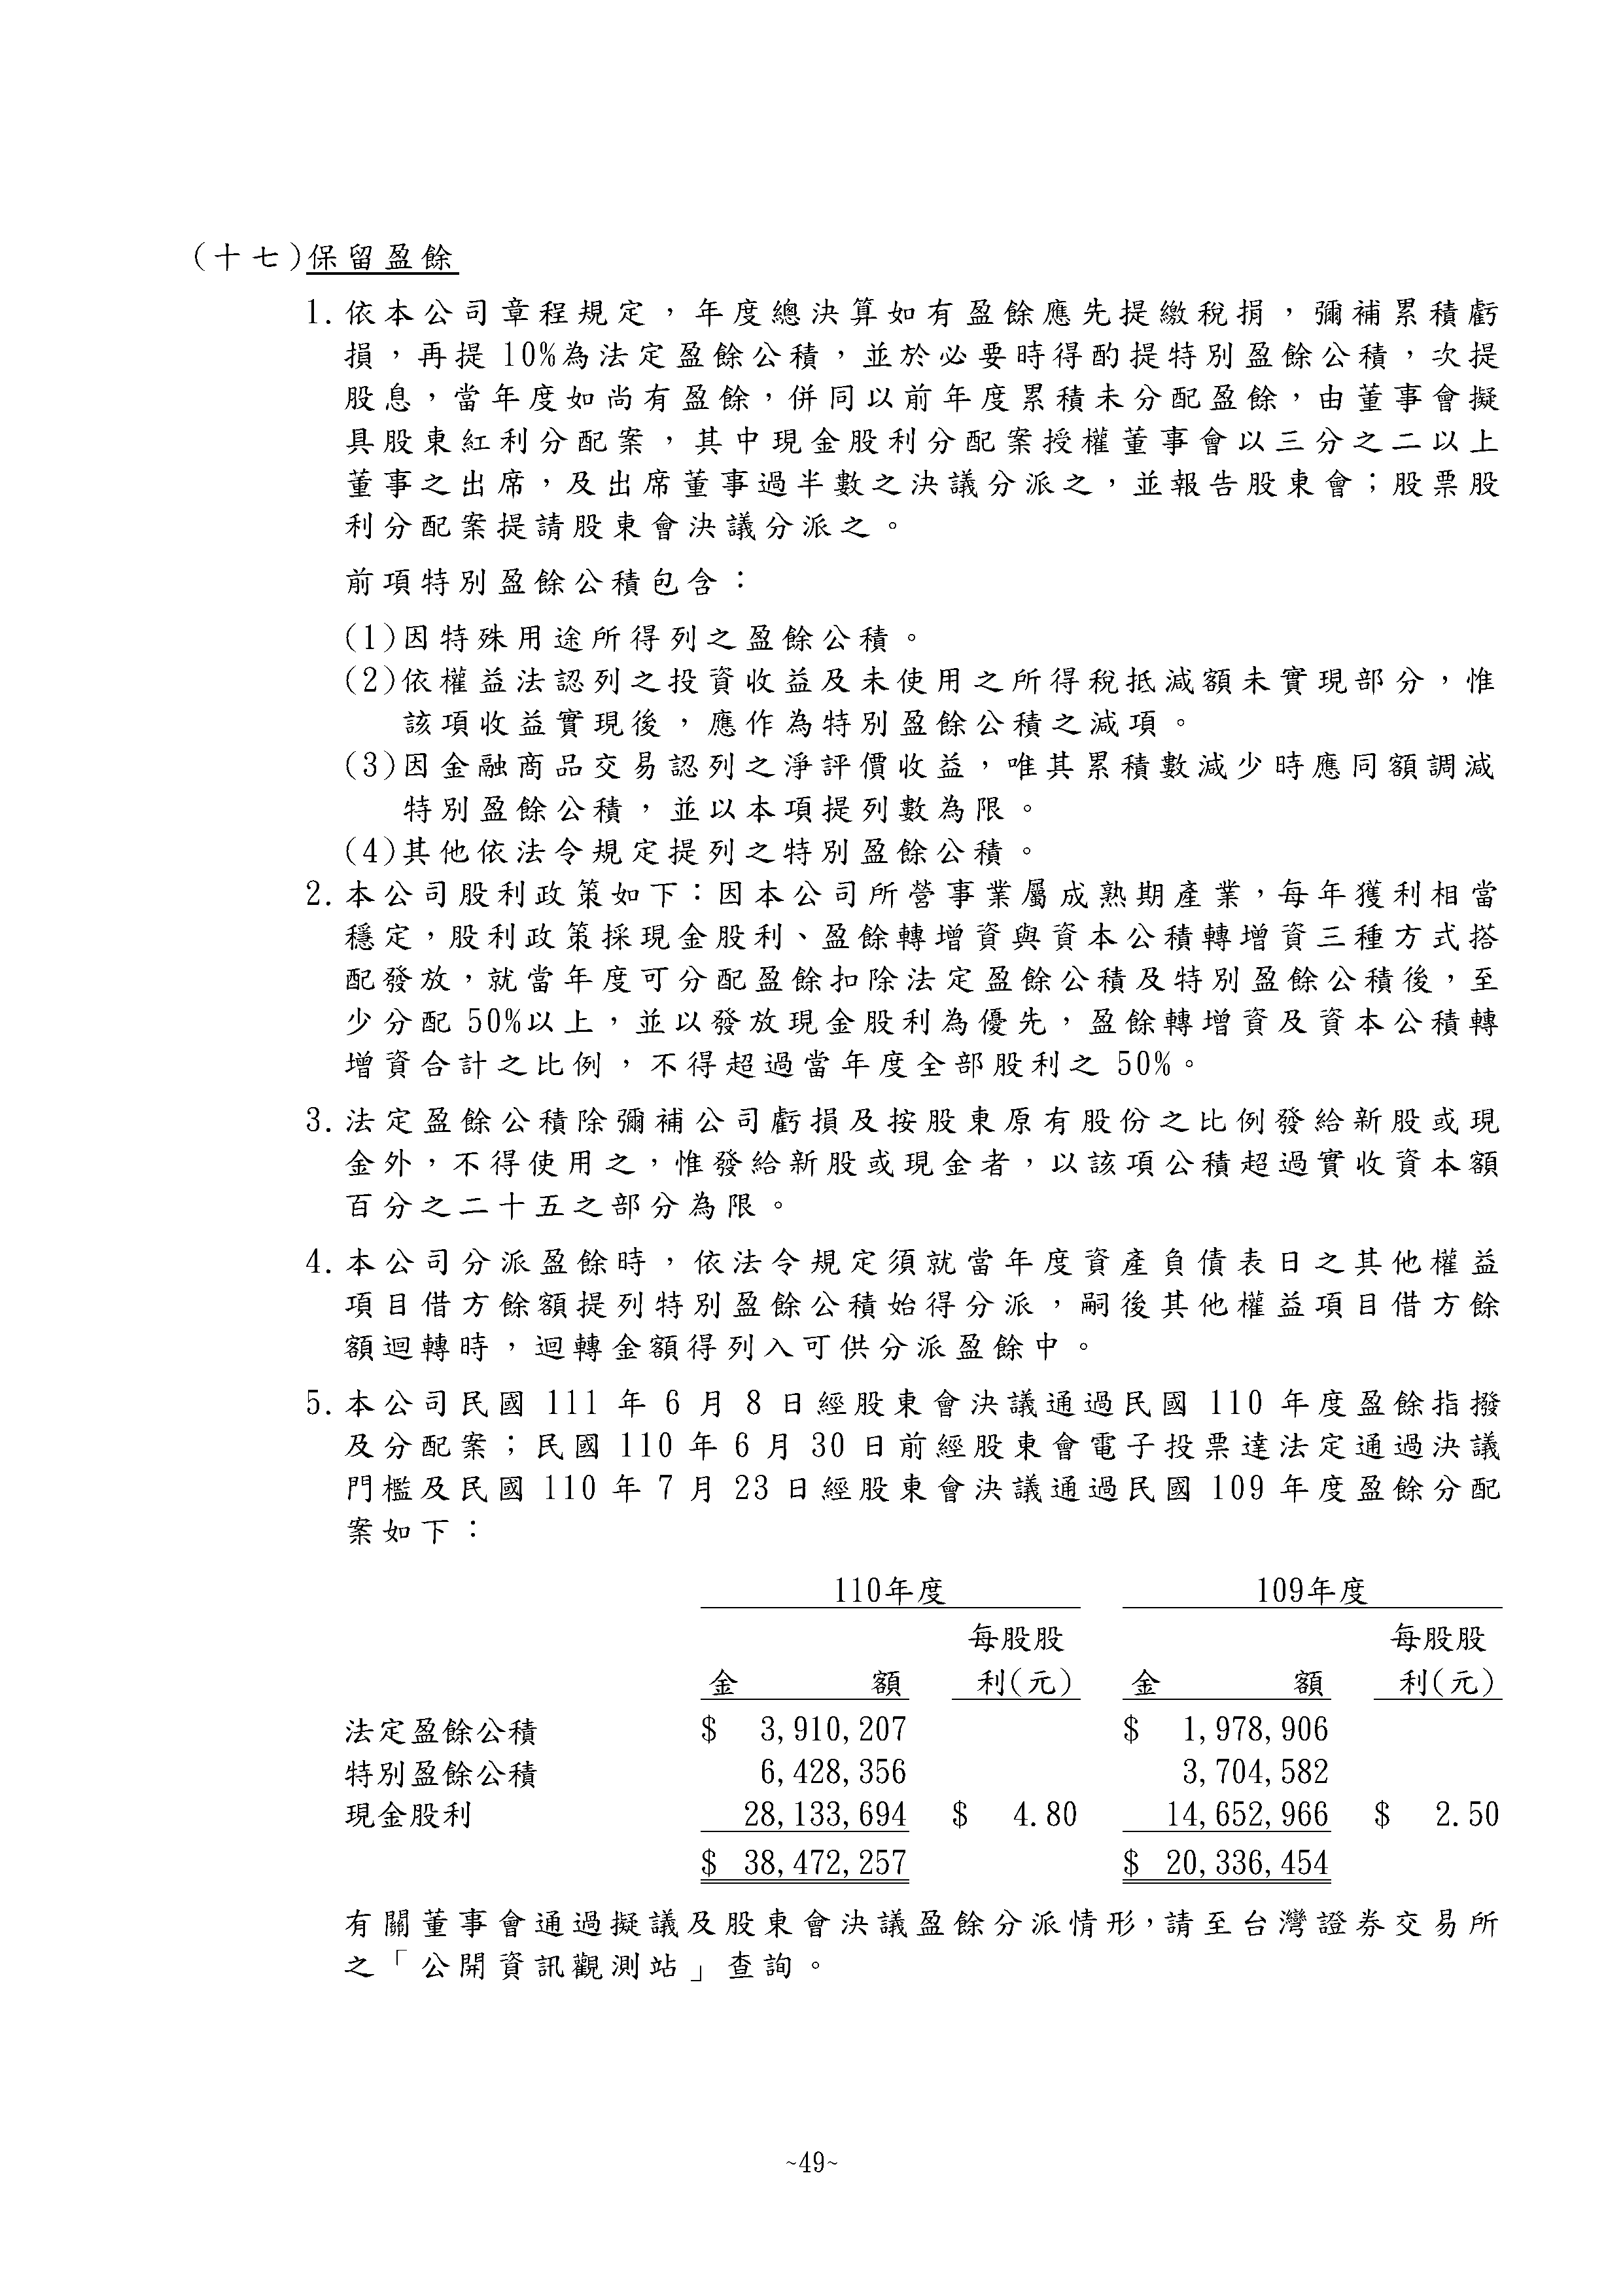 (十七)保留盈餘
1.依本公司章程規定，年度總決算如有盈餘應先提繳稅捐，彌補累積虧
損，再提 10%為法定盈餘公積，並於必要時得酌提特別盈餘公積，次提
股息，當年度如尚有盈餘，併同以前年度累積未分配盈餘，由董事會擬
具股東紅利分配案，其中現金股利分配案授權董事會以三分之二以上
董事之出席，及出席董事過半數之決議分派之，並報告股東會；股票股
利分配案提請股東會決議分派之。
前項特別盈餘公積包含：
(1)因特殊用途所得列之盈餘公積。
(2)依權益法認列之投資收益及未使用之所得稅抵減額未實現部分，惟
該項收益實現後，應作為特別盈餘公積之減項。
(3)因金融商品交易認列之淨評價收益，唯其累積數減少時應同額調減
特別盈餘公積，並以本項提列數為限。
(4)其他依法令規定提列之特別盈餘公積。
2.本公司股利政策如下：因本公司所營事業屬成熟期產業，每年獲利相當
穩定，股利政策採現金股利、盈餘轉增資與資本公積轉增資三種方式搭
配發放，就當年度可分配盈餘扣除法定盈餘公積及特別盈餘公積後，至
少分配 50%以上，並以發放現金股利為優先，盈餘轉增資及資本公積轉
增資合計之比例，不得超過當年度全部股利之 50%。
3.法定盈餘公積除彌補公司虧損及按股東原有股份之比例發給新股或現
金外，不得使用之，惟發給新股或現金者，以該項公積超過實收資本額
百分之二十五之部分為限。
4.本公司分派盈餘時，依法令規定須就當年度資產負債表日之其他權益
項目借方餘額提列特別盈餘公積始得分派，嗣後其他權益項目借方餘
額迴轉時，迴轉金額得列入可供分派盈餘中。
5.本公司民國 111 年 6 月 8 日經股東會決議通過民國 110 年度盈餘指撥
及分配案；民國 110 年 6 月 30 日前經股東會電子投票達法定通過決議
門檻及民國 110 年 7 月 23 日經股東會決議通過民國 109 年度盈餘分配
案如下：
110年度 109年度
每股股 每股股
金 額 利(元) 金 額 利(元)
法定盈餘公積 $ 3,910,207 $ 1,978,906
特別盈餘公積 6,428,356 3,704,582
現金股利 28,133,694 $ 4.80 14,652,966 $ 2.50
$ 38,472,257 $ 20,336,454
有關董事會通過擬議及股東會決議盈餘分派情形，請至台灣證券交易所
之「公開資訊觀測站」查詢。
~49~